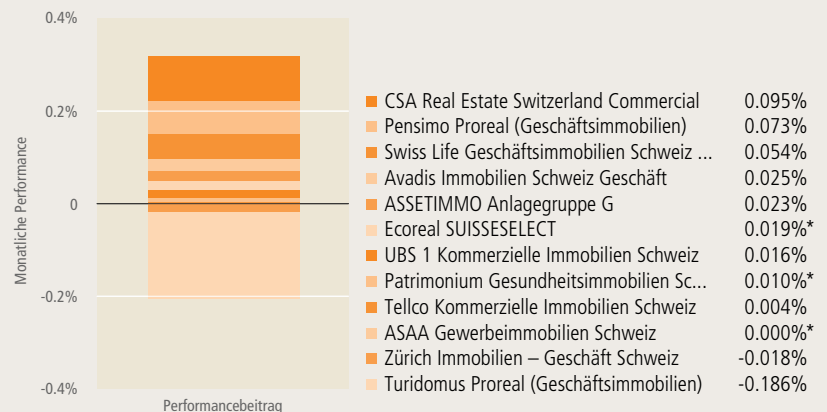 0.4%
0.2%
0
-0.2%
-0.4%
Monatliche Performance
Performancebeitrag
CSA Real Estate Switzerland Commercial 0.095%
Pensimo Proreal (Geschäftsimmobilien) 0.073%
Swiss Life Geschäftsimmobilien Schweiz ... 0.054%
Avadis Immobilien Schweiz Geschäft 0.025%
ASSETIMMO Anlagegruppe G 0.023%
Ecoreal SUISSESELECT 0.019%*
UBS 1 Kommerzielle Immobilien Schweiz 0.016%
Patrimonium Gesundheitsimmobilien Sc... 0.010%*
Tellco Kommerzielle Immobilien Schweiz 0.004%
ASAA Gewerbeimmobilien Schweiz 0.000%*
Zürich Immobilien – Geschäft Schweiz -0.018%
Turidomus Proreal (Geschäftsimmobilien) -0.186%